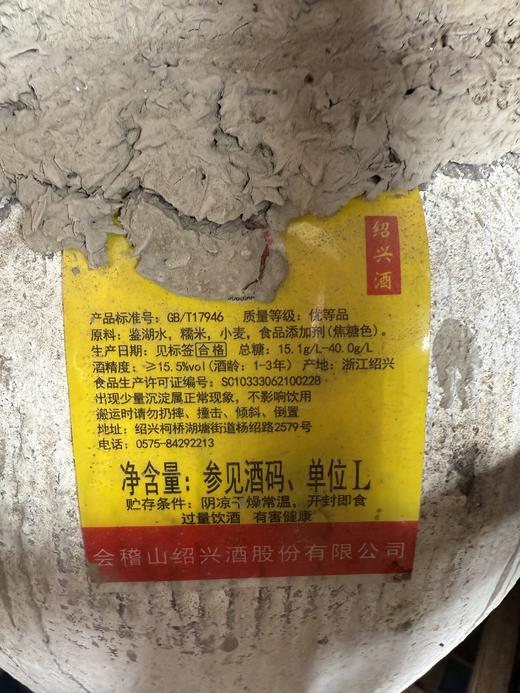 绍兴酒
产品标准号：GB/T17946 质量等级：优等品
原料：鉴湖水，糯米，小麦，食品添加剂(焦糖色)。
生产日期：见标签合格 总糖：15.1g/L-40.0g/L
酒精度：≥15.5%vol(酒龄：1-3年) 产地：浙江绍兴
食品生产许可证编号：SC10333062100228
出现少量沉淀属正常现象，不影响饮用
搬运时请勿扔摔、撞击、倾斜、倒置
地址：绍兴柯桥湖塘街道杨绍路2579号
电话：0575-84292213
净含量：参见酒码、单位L
贮存条件：阴凉干燥常温，开封即食
过量饮酒 有害健康
会稽山绍兴酒股份有限公司